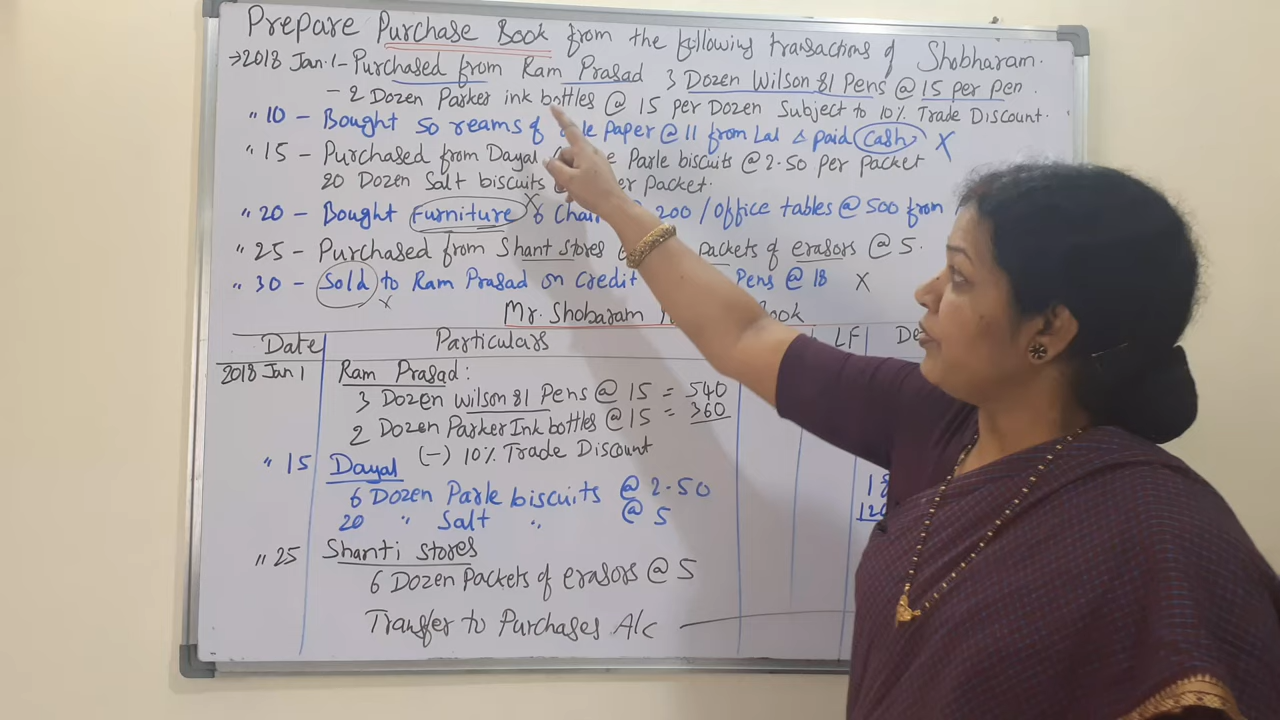 Prepare Purchase Book from the following transactions of Shobharam.
→2018 Jan.1- Purchased from Ram Prasad 3 Dozen Wilson 81 Pens @ 15 per pen.
- 2 Dozen Parker ink bottles @ 15 per Dozen Subject to 10% Trade Discount.
" 10 - Bought 50 reams of paper @ 11 from Lal & paid Cash X
" 15 - Purchased from Dayal Parle biscuits @ 2.50 per packet
20 Dozen Salt biscuits per Packet.
" 20 - Bought Furniture X 6 @ 200 / office tables @ 500 from
" 25 - Purchased from Shant stores packets of erasors @ 5.
" 30 - Sold to Ram Prasad on credit Pens @ 18 X
X
Mr. Shobaram
Date Particulars LF
2018 Jan 1 Ram Prasad:
3 Dozen wilson 81 Pens @ 15 = 540
2 Dozen Parker Ink bottles @ 15 = 360
(-) 10% Trade Discount
" 15 Dayal
6 Dozen Parle biscuits @ 2.50
20 " Salt " @ 5
" 25 Shanti stores
6 Dozen Packets of erasors @ 5
Transfer to Purchases A/c